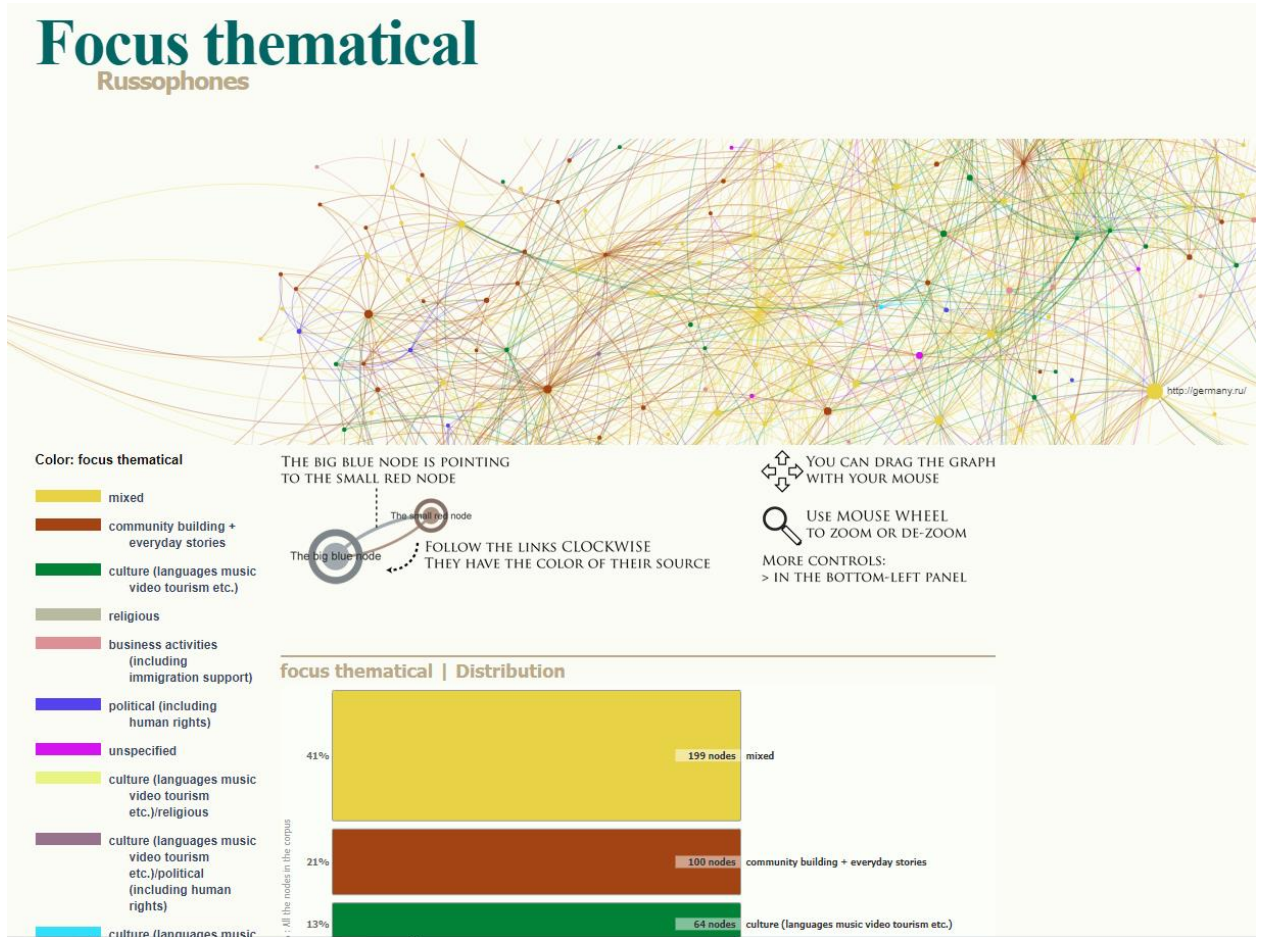 Focus thematical
Russophones
http://germany.ru/
Color: focus thematical
mixed
community building +
everyday stories
culture (languages music
video tourism etc.)
religious
business activities
(including
immigration support)
political (including
human rights)
unspecified
culture (languages music
video tourism
etc.)/religious
culture (languages music
video tourism
etc.)/political
(including human
rights)
culture (languages music
THE BIG BLUE NODE IS POINTING
TO THE SMALL RED NODE
The small red node
The big blue node
FOLLOW THE LINKS CLOCKWISE
THEY HAVE THE COLOR OF THEIR SOURCE
YOU CAN DRAG THE GRAPH
WITH YOUR MOUSE
USE MOUSE WHEEL
TO ZOOM OR DE-ZOOM
MORE CONTROLS:
> IN THE BOTTOM-LEFT PANEL
focus thematical | Distribution
41%
199 nodes mixed
21%
100 nodes community building + everyday stories
13%
64 nodes culture (languages music video tourism etc.)
: All the nodes in the corpus